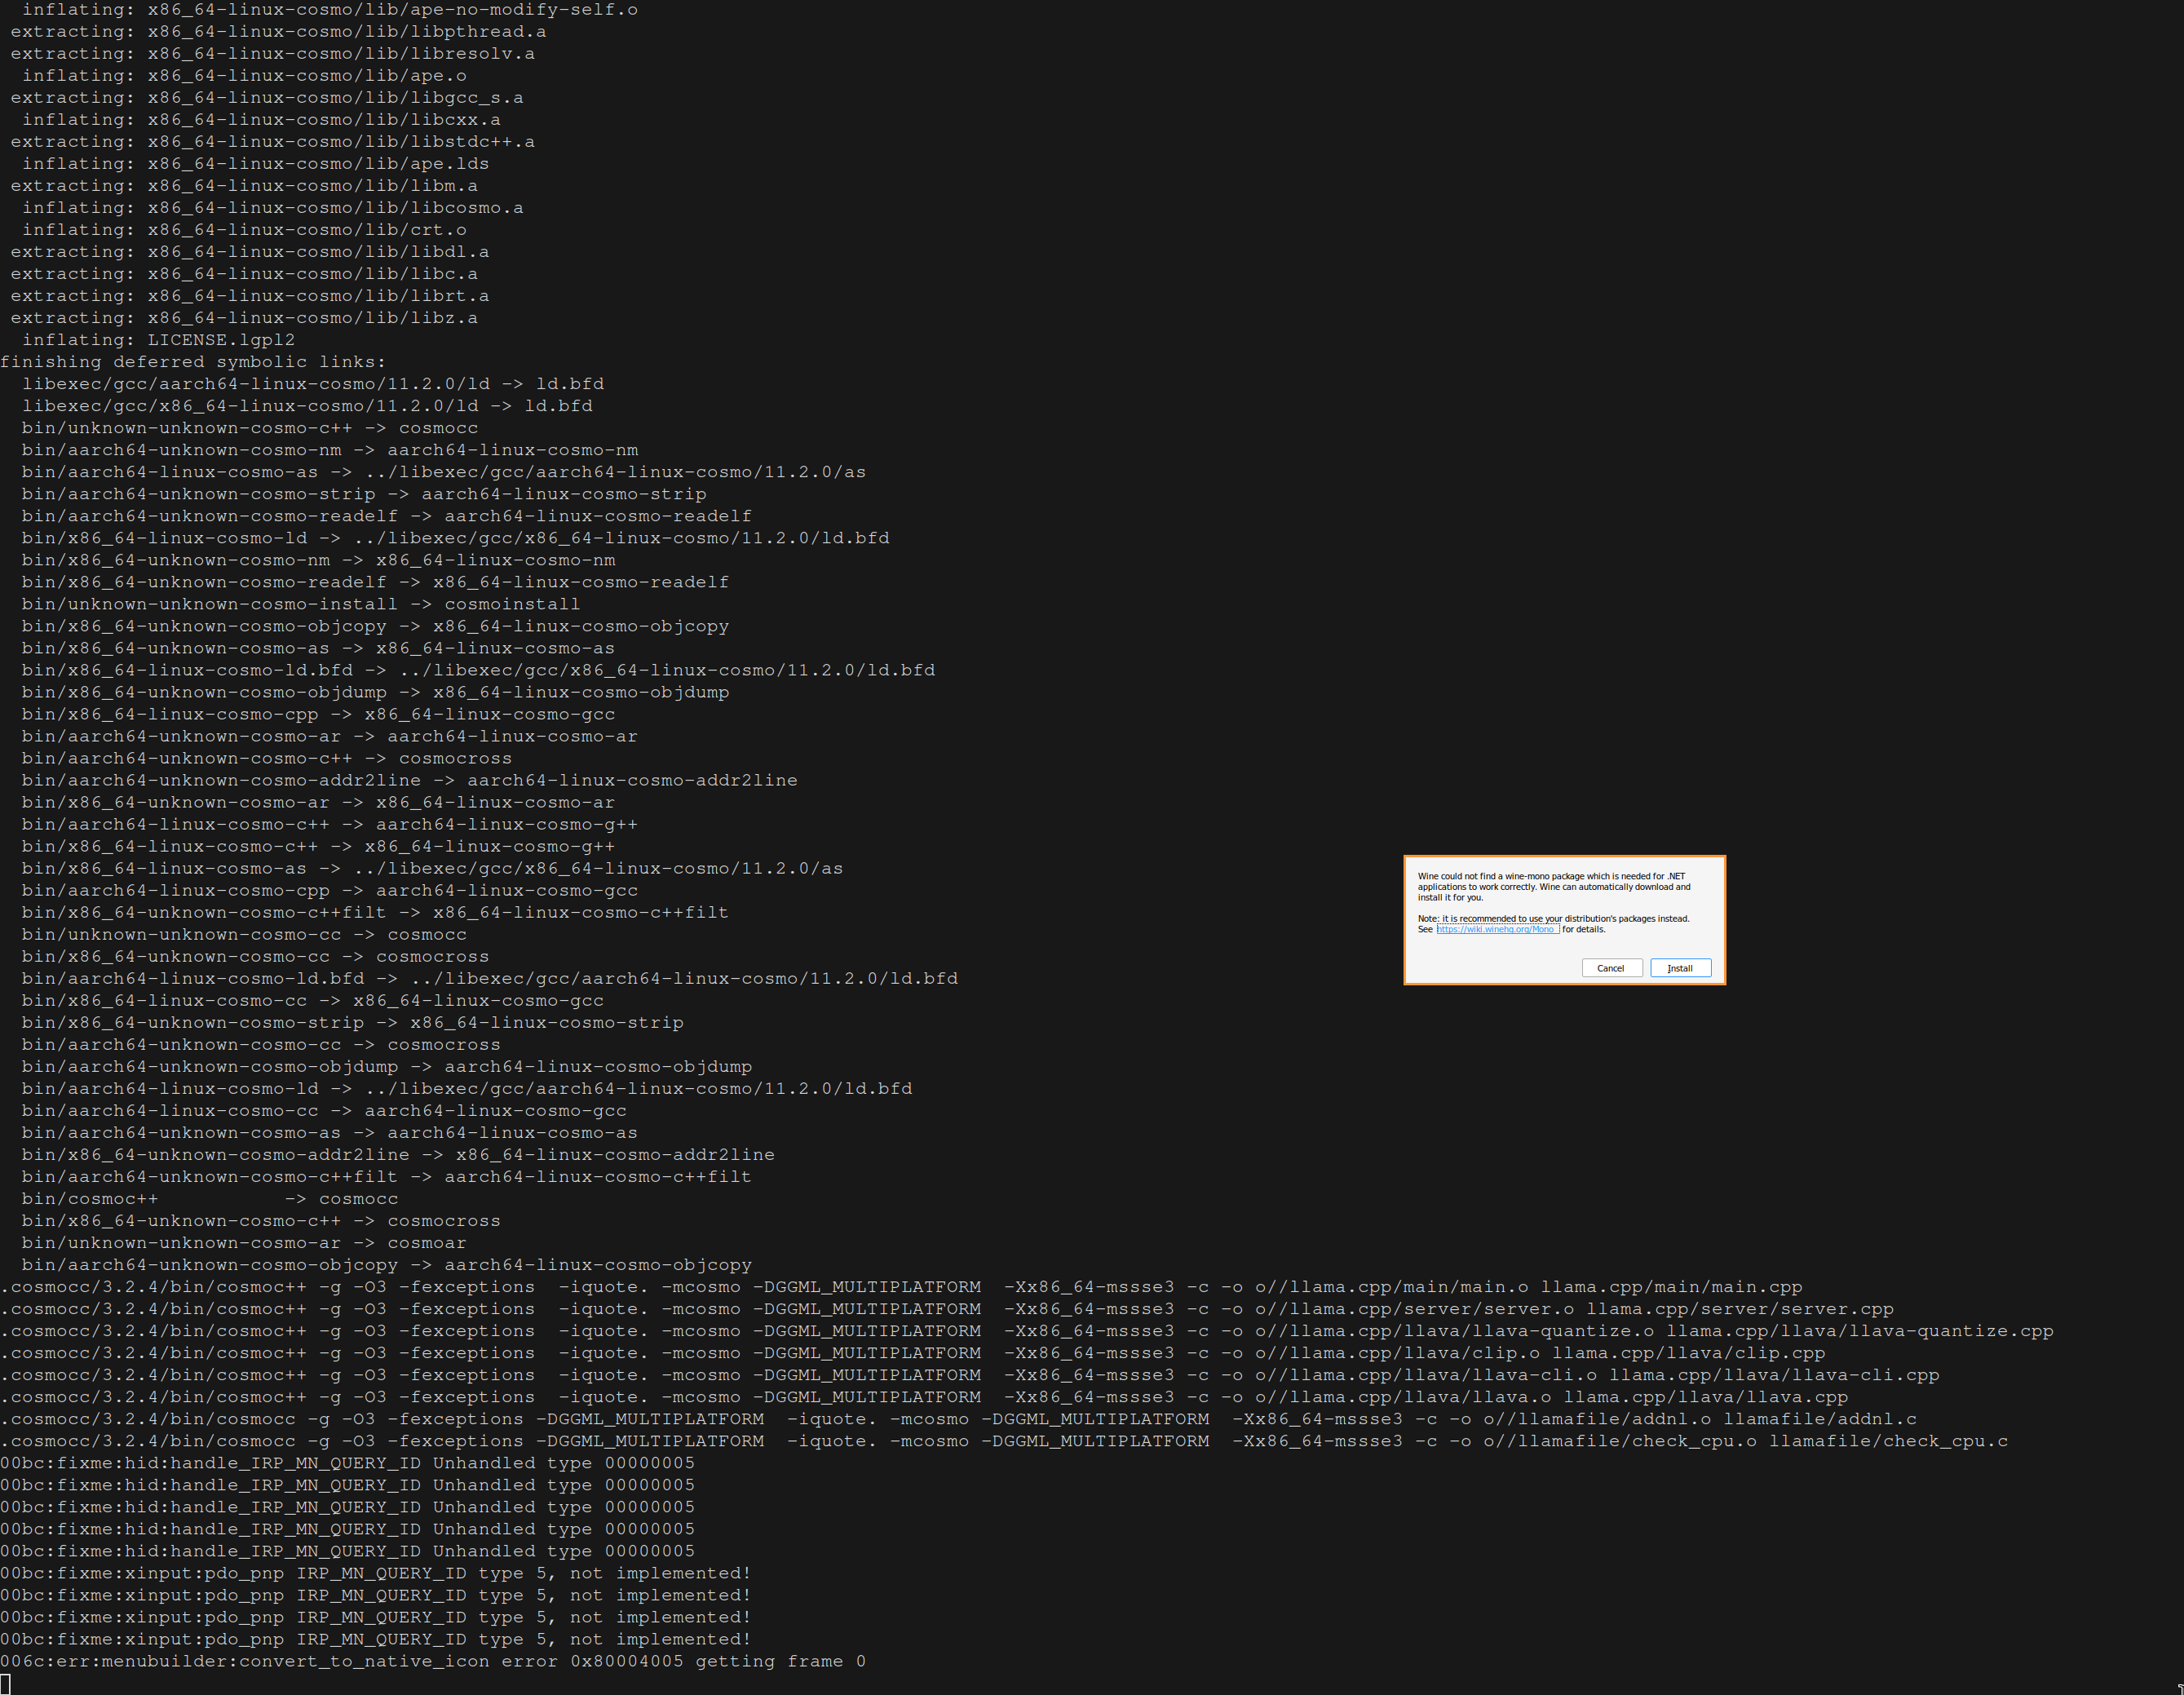 inflating: x86_64-linux-cosmo/lib/ape-no-modify-self.o
extracting: x86_64-linux-cosmo/lib/libpthread.a
extracting: x86_64-linux-cosmo/lib/libresolv.a
inflating: x86_64-linux-cosmo/lib/ape.o
extracting: x86_64-linux-cosmo/lib/libgcc_s.a
inflating: x86_64-linux-cosmo/lib/libcxx.a
extracting: x86_64-linux-cosmo/lib/libstdc++.a
inflating: x86_64-linux-cosmo/lib/ape.lds
extracting: x86_64-linux-cosmo/lib/libm.a
inflating: x86_64-linux-cosmo/lib/libcosmo.a
inflating: x86_64-linux-cosmo/lib/crt.o
extracting: x86_64-linux-cosmo/lib/libdl.a
extracting: x86_64-linux-cosmo/lib/libc.a
extracting: x86_64-linux-cosmo/lib/librt.a
extracting: x86_64-linux-cosmo/lib/libz.a
inflating: LICENSE.lgpl2
finishing deferred symbolic links:
libexec/gcc/aarch64-linux-cosmo/11.2.0/ld -> ld.bfd
libexec/gcc/x86_64-linux-cosmo/11.2.0/ld -> ld.bfd
bin/unknown-unknown-cosmo-c++ -> cosmocc
bin/aarch64-unknown-cosmo-nm -> aarch64-linux-cosmo-nm
bin/aarch64-linux-cosmo-as -> ../libexec/gcc/aarch64-linux-cosmo/11.2.0/as
bin/aarch64-unknown-cosmo-strip -> aarch64-linux-cosmo-strip
bin/aarch64-unknown-cosmo-readelf -> aarch64-linux-cosmo-readelf
bin/x86_64-linux-cosmo-ld -> ../libexec/gcc/x86_64-linux-cosmo/11.2.0/ld.bfd
bin/x86_64-unknown-cosmo-nm -> x86_64-linux-cosmo-nm
bin/x86_64-unknown-cosmo-readelf -> x86_64-linux-cosmo-readelf
bin/unknown-unknown-cosmo-install -> cosmoinstall
bin/x86_64-unknown-cosmo-objcopy -> x86_64-linux-cosmo-objcopy
bin/x86_64-unknown-cosmo-as -> x86_64-linux-cosmo-as
bin/x86_64-linux-cosmo-ld.bfd -> ../libexec/gcc/x86_64-linux-cosmo/11.2.0/ld.bfd
bin/x86_64-unknown-cosmo-objdump -> x86_64-linux-cosmo-objdump
bin/x86_64-linux-cosmo-cpp -> x86_64-linux-cosmo-gcc
bin/aarch64-unknown-cosmo-ar -> aarch64-linux-cosmo-ar
bin/aarch64-unknown-cosmo-c++ -> cosmocross
bin/aarch64-unknown-cosmo-addr2line -> aarch64-linux-cosmo-addr2line
bin/x86_64-unknown-cosmo-ar -> x86_64-linux-cosmo-ar
bin/aarch64-linux-cosmo-c++ -> aarch64-linux-cosmo-g++
bin/x86_64-linux-cosmo-c++ -> x86_64-linux-cosmo-g++
bin/x86_64-linux-cosmo-as -> ../libexec/gcc/x86_64-linux-cosmo/11.2.0/as
bin/aarch64-linux-cosmo-cpp -> aarch64-linux-cosmo-gcc
bin/x86_64-unknown-cosmo-c++filt -> x86_64-linux-cosmo-c++filt
bin/unknown-unknown-cosmo-cc -> cosmocc
bin/x86_64-unknown-cosmo-cc -> cosmocross
bin/aarch64-linux-cosmo-ld.bfd -> ../libexec/gcc/aarch64-linux-cosmo/11.2.0/ld.bfd
bin/x86_64-linux-cosmo-cc -> x86_64-linux-cosmo-gcc
bin/x86_64-unknown-cosmo-strip -> x86_64-linux-cosmo-strip
bin/aarch64-unknown-cosmo-cc -> cosmocross
bin/aarch64-unknown-cosmo-objdump -> aarch64-linux-cosmo-objdump
bin/aarch64-linux-cosmo-ld -> ../libexec/gcc/aarch64-linux-cosmo/11.2.0/ld.bfd
bin/aarch64-linux-cosmo-cc -> aarch64-linux-cosmo-gcc
bin/aarch64-unknown-cosmo-as -> aarch64-linux-cosmo-as
bin/x86_64-unknown-cosmo-addr2line -> x86_64-linux-cosmo-addr2line
bin/aarch64-unknown-cosmo-c++filt -> aarch64-linux-cosmo-c++filt
bin/cosmoc++ -> cosmocc
bin/x86_64-unknown-cosmo-c++ -> cosmocross
bin/unknown-unknown-cosmo-ar -> cosmoar
bin/aarch64-unknown-cosmo-objcopy -> aarch64-linux-cosmo-objcopy
.cosmocc/3.2.4/bin/cosmoc++ -g -O3 -fexceptions -iquote. -mcosmo -DGGML_MULTIPLATFORM -Xx86_64-mssse3 -c -o o//llama.cpp/main/main.o llama.cpp/main/main.cpp
.cosmocc/3.2.4/bin/cosmoc++ -g -O3 -fexceptions -iquote. -mcosmo -DGGML_MULTIPLATFORM -Xx86_64-mssse3 -c -o o//llama.cpp/server/server.o llama.cpp/server/server.cpp
.cosmocc/3.2.4/bin/cosmoc++ -g -O3 -fexceptions -iquote. -mcosmo -DGGML_MULTIPLATFORM -Xx86_64-mssse3 -c -o o//llama.cpp/llava/llava-quantize.o llama.cpp/llava/llava-quantize.cpp
.cosmocc/3.2.4/bin/cosmoc++ -g -O3 -fexceptions -iquote. -mcosmo -DGGML_MULTIPLATFORM -Xx86_64-mssse3 -c -o o//llama.cpp/llava/clip.o llama.cpp/llava/clip.cpp
.cosmocc/3.2.4/bin/cosmoc++ -g -O3 -fexceptions -iquote. -mcosmo -DGGML_MULTIPLATFORM -Xx86_64-mssse3 -c -o o//llama.cpp/llava/llava-cli.o llama.cpp/llava/llava-cli.cpp
.cosmocc/3.2.4/bin/cosmoc++ -g -O3 -fexceptions -iquote. -mcosmo -DGGML_MULTIPLATFORM -Xx86_64-mssse3 -c -o o//llama.cpp/llava/llava.o llama.cpp/llava/llava.cpp
.cosmocc/3.2.4/bin/cosmocc -g -O3 -fexceptions -DGGML_MULTIPLATFORM -iquote. -mcosmo -DGGML_MULTIPLATFORM -Xx86_64-mssse3 -c -o o//llamafile/addnl.o llamafile/addnl.c
.cosmocc/3.2.4/bin/cosmocc -g -O3 -fexceptions -DGGML_MULTIPLATFORM -iquote. -mcosmo -DGGML_MULTIPLATFORM -Xx86_64-mssse3 -c -o o//llamafile/check_cpu.o llamafile/check_cpu.c
00bc:fixme:hid:handle_IRP_MN_QUERY_ID Unhandled type 00000005
00bc:fixme:hid:handle_IRP_MN_QUERY_ID Unhandled type 00000005
00bc:fixme:hid:handle_IRP_MN_QUERY_ID Unhandled type 00000005
00bc:fixme:hid:handle_IRP_MN_QUERY_ID Unhandled type 00000005
00bc:fixme:hid:handle_IRP_MN_QUERY_ID Unhandled type 00000005
00bc:fixme:xinput:pdo_pnp IRP_MN_QUERY_ID type 5, not implemented!
00bc:fixme:xinput:pdo_pnp IRP_MN_QUERY_ID type 5, not implemented!
00bc:fixme:xinput:pdo_pnp IRP_MN_QUERY_ID type 5, not implemented!
00bc:fixme:xinput:pdo_pnp IRP_MN_QUERY_ID type 5, not implemented!
006c:err:menubuilder:convert_to_native_icon error 0x80004005 getting frame 0
Wine could not find a wine-mono package which is needed for .NET
applications to work correctly. Wine can automatically download and
install it for you.
Note: it is recommended to use your distribution's packages instead.
See https://wiki.winehq.org/Mono for details.
Cancel
Install